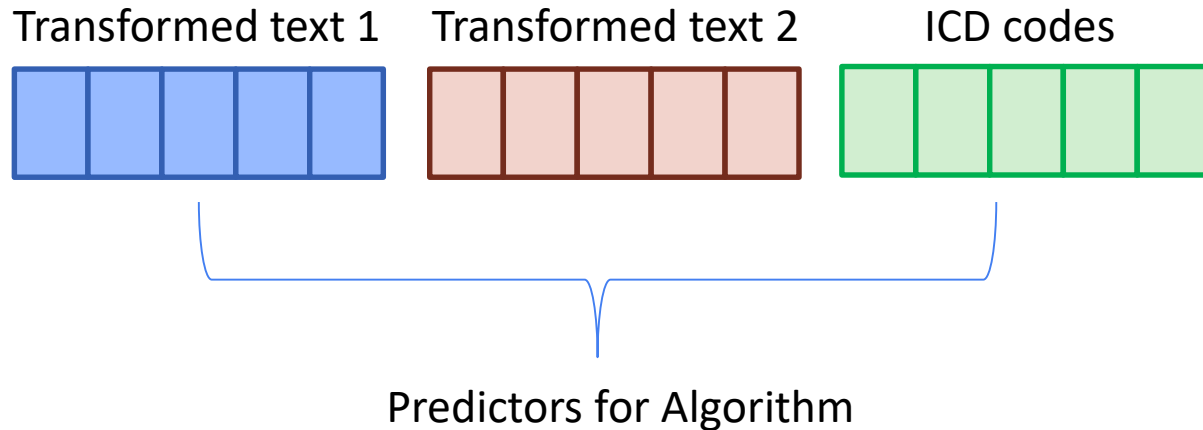 Transformed text 1
Transformed text 2
ICD codes
Predictors for Algorithm